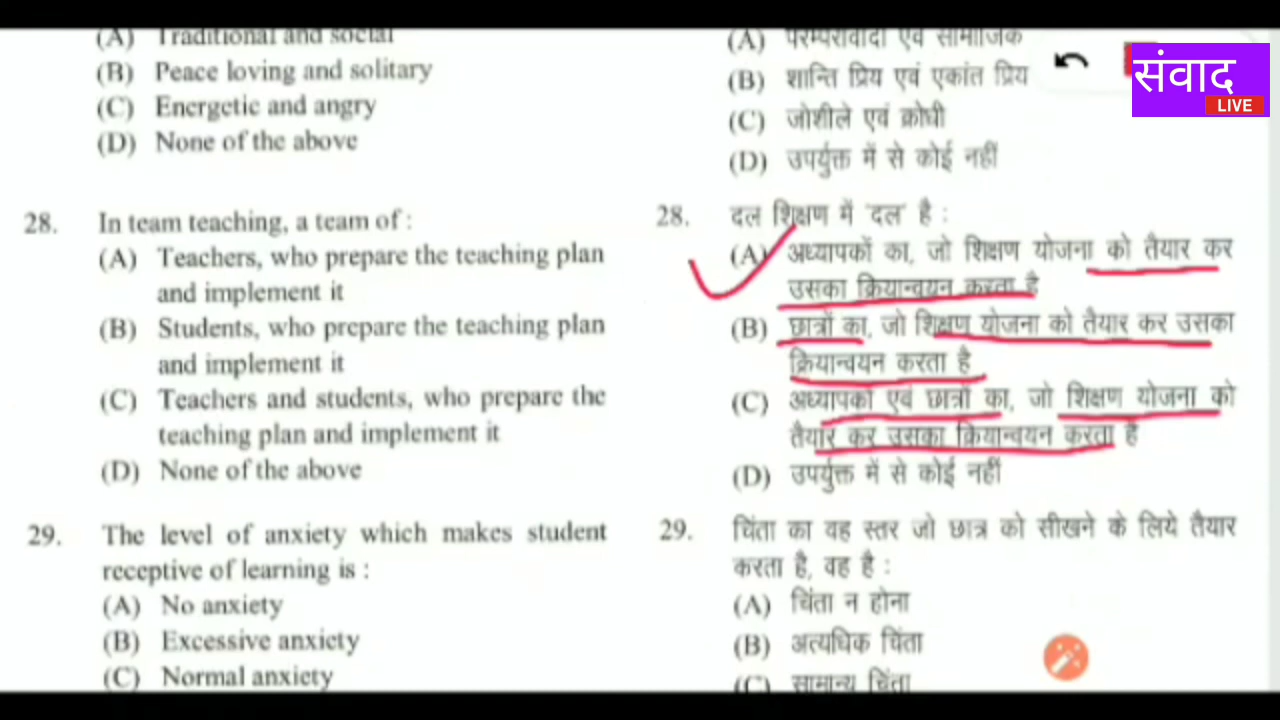 (A) Traditional and social
(B) Peace loving and solitary
(C) Energetic and angry
(D) None of the above
28. In team teaching, a team of :
(A) Teachers, who prepare the teaching plan
and implement it
(B) Students, who prepare the teaching plan
and implement it
(C) Teachers and students, who prepare the
teaching plan and implement it
(D) None of the above
29. The level of anxiety which makes student
receptive of learning is :
(A) No anxiety
(B) Excessive anxiety
(C) Normal anxiety
(A) परम्परावादी एवं सामाजिक
(B) शान्ति प्रिय एवं एकांत प्रिय
(C) जोशीले एवं क्रोधी
(D) उपर्युक्त में से कोई नहीं
28. दल शिक्षण में 'दल' है :
(A) अध्यापकों का, जो शिक्षण योजना को तैयार कर
उसका क्रियान्वयन करता है
(B) छात्रों का, जो शिक्षण योजना को तैयार कर उसका
क्रियान्वयन करता है
(C) अध्यापकों एवं छात्रों का, जो शिक्षण योजना को
तैयार कर उसका क्रियान्वयन करता है
(D) उपर्युक्त में से कोई नहीं
29. चिंता का वह स्तर जो छात्र को सीखने के लिये तैयार
करता है, वह है :
(A) चिंता न होना
(B) अत्यधिक चिंता
(C) सामान्य चिंता
संवाद
LIVE